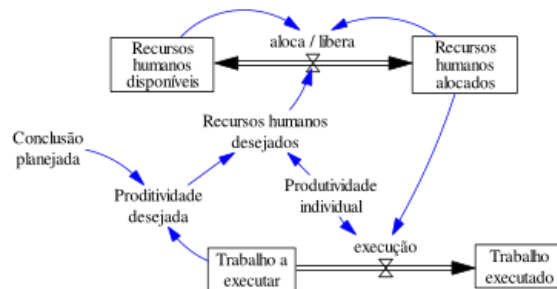 Recursos
humanos
disponíveis
aloca / libera
Recursos
humanos
alocados
Recursos humanos
desejados
Conclusão
planejada
Proditividade
desejada
Produtividade
individual
execução
Trabalho a
executar
Trabalho
executado